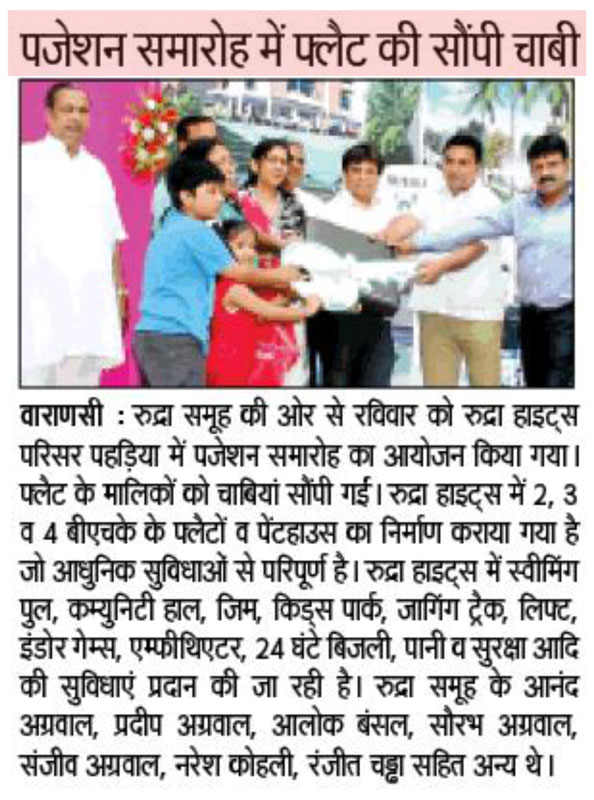 पजेशन समारोह में फ्लैट की सौंपी चाबी
वाराणसी : रुद्रा समूह की ओर से रविवार को रुद्रा हाइट्स
परिसर पहड़िया में पजेशन समारोह का आयोजन किया गया।
फ्लैट के मालिकों को चाबियां सौंपी गईं। रुद्रा हाइट्स में 2, 3
व 4 बीएचके के फ्लैटों व पेंटहाउस का निर्माण कराया गया है
जो आधुनिक सुविधाओं से परिपूर्ण है। रुद्रा हाइट्स में स्वीमिंग
पुल, कम्युनिटी हाल, जिम, किड्स पार्क, जागिंग ट्रैक, लिफ्ट,
इंडोर गेम्स, एम्फीथिएटर, 24 घंटे बिजली, पानी व सुरक्षा आदि
की सुविधाएं प्रदान की जा रही है। रुद्रा समूह के आनंद
अग्रवाल, प्रदीप अग्रवाल, आलोक बंसल, सौरभ अग्रवाल,
संजीव अग्रवाल, नरेश कोहली, रंजीत चड्ढा सहित अन्य थे।